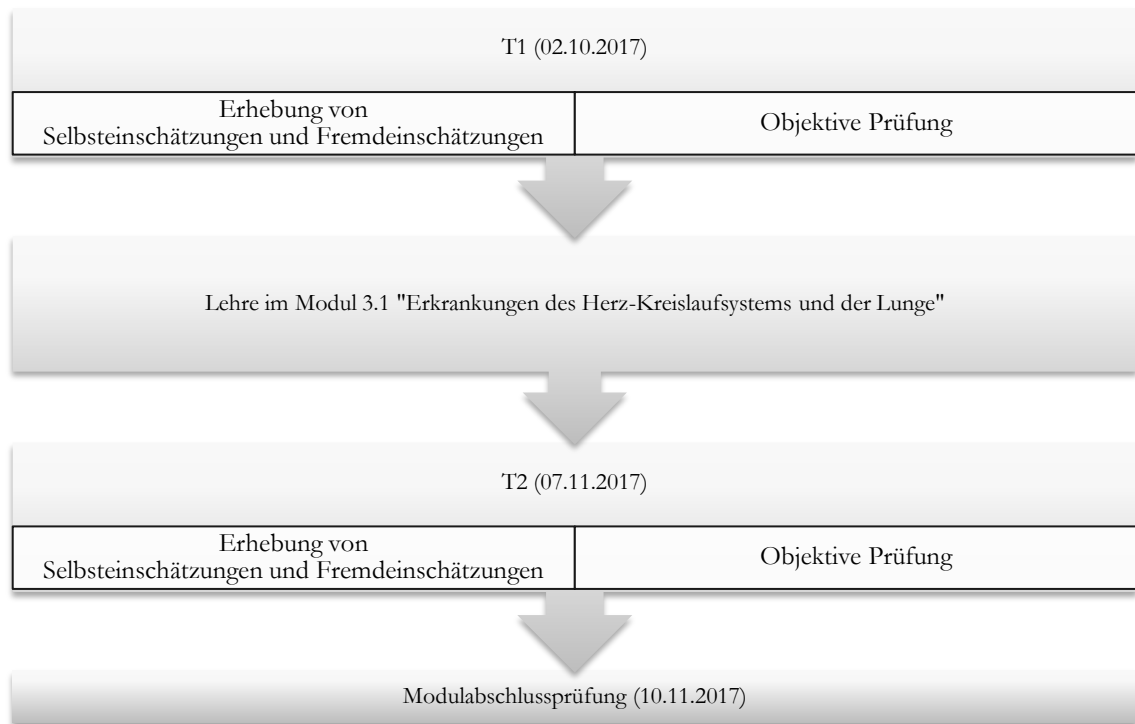 T1 (02.10.2017)
Erhebung von
Selbsteinschätzungen und Fremdeinschätzungen
Objektive Prüfung
Lehre im Modul 3.1 "Erkrankungen des Herz-Kreislaufsystems und der Lunge"
T2 (07.11.2017)
Erhebung von
Selbsteinschätzungen und Fremdeinschätzungen
Objektive Prüfung
Modulabschlussprüfung (10.11.2017)